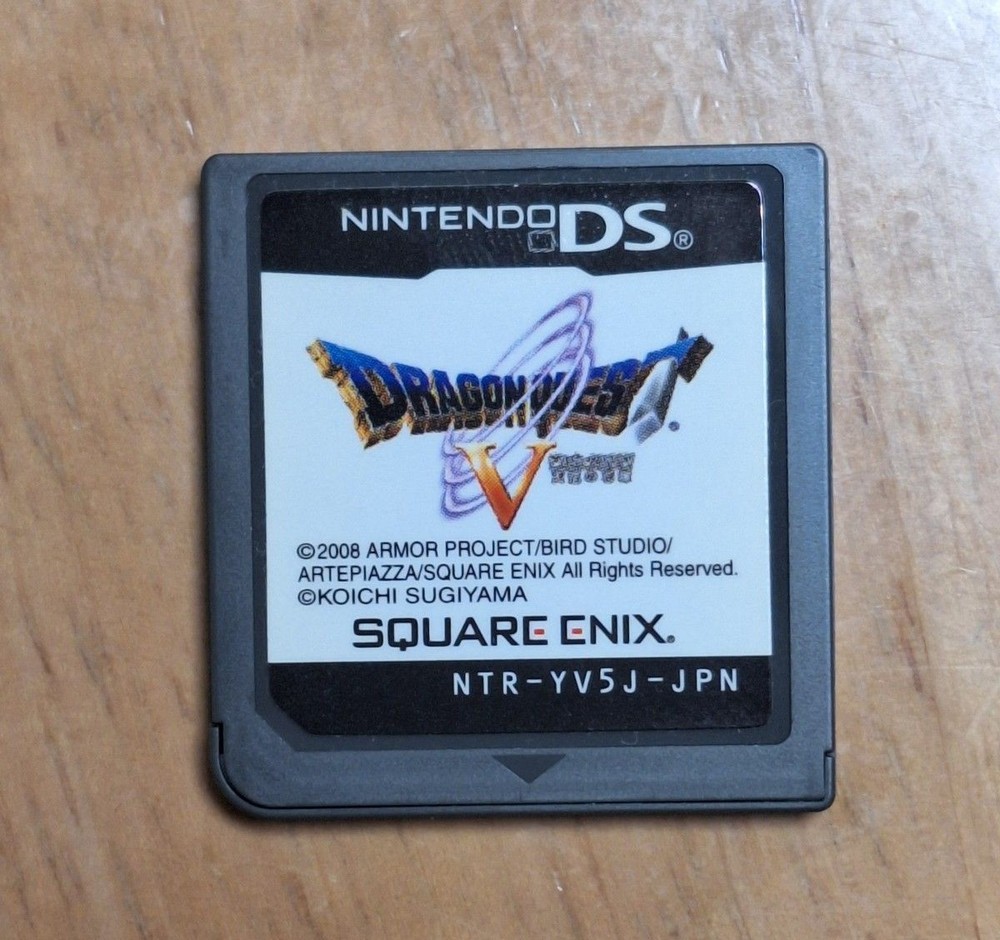 NINTENDO DS®
DRAGON QUEST
V
©2008 ARMOR PROJECT/BIRD STUDIO/
ARTEPIAZZA/SQUARE ENIX All Rights Reserved.
©KOICHI SUGIYAMA
SQUARE ENIX.
NTR-YV5J-JPN